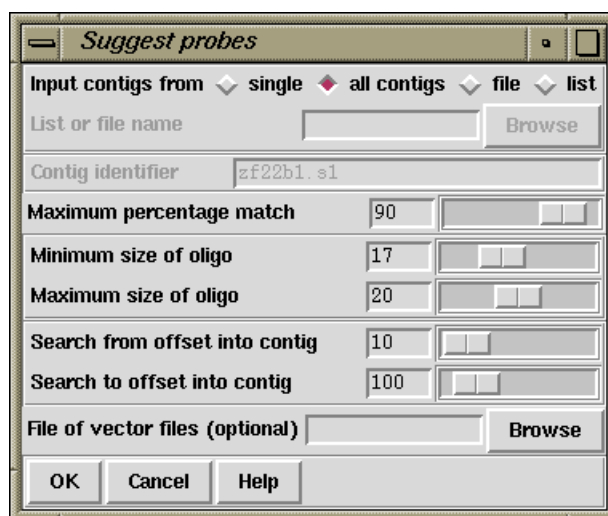 Suggest probes
Input contigs from single all contigs file list
List or file name Browse
Contig identifier zf22b1.s1
Maximum percentage match 90
Minimum size of oligo 17
Maximum size of oligo 20
Search from offset into contig 10
Search to offset into contig 100
File of vector files (optional) Browse
OK Cancel Help